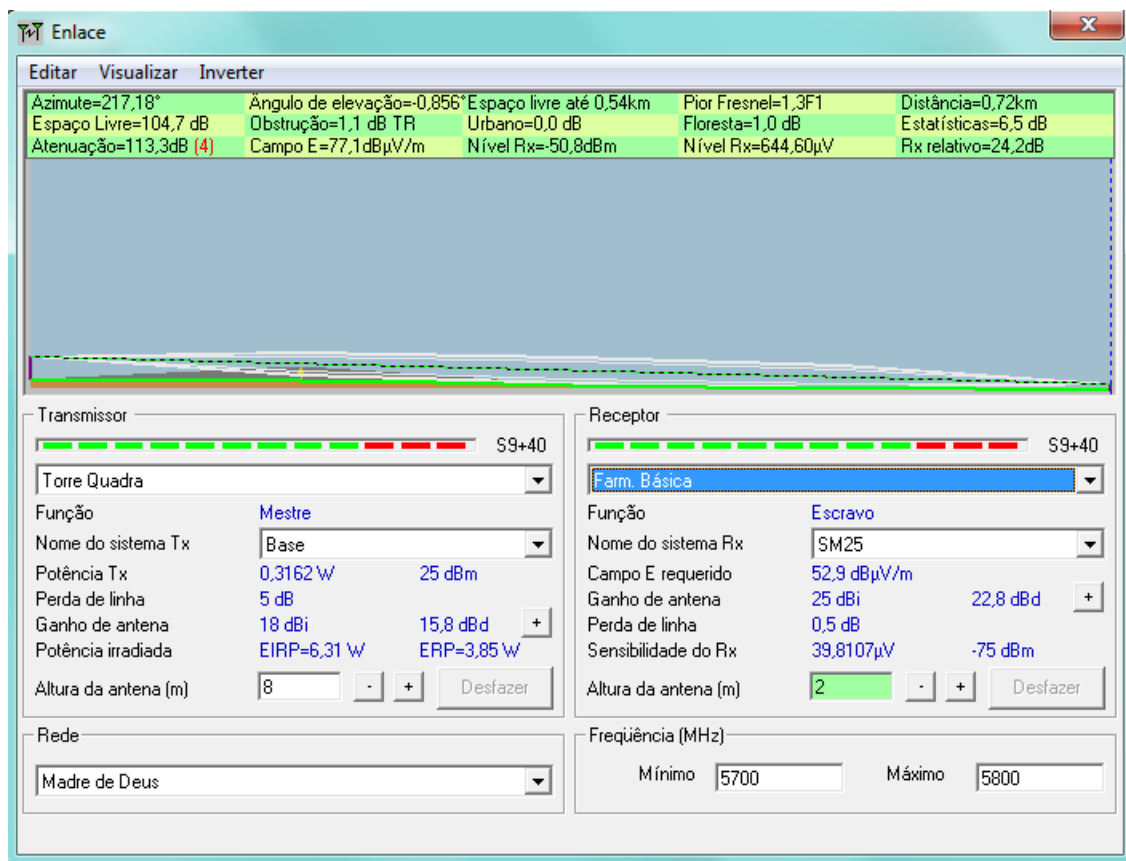 Enlace
Editar Visualizar Inverter
Azimute=217,18° Ângulo de elevação=-0,856° Espaço livre até 0,54km Pior Fresnel=1,3F1 Distância=0,72km
Espaço Livre=104,7 dB Obstrução=1,1 dB TR Urbano=0,0 dB Floresta=1,0 dB Estatísticas=6,5 dB
Atenuação=113,3dB (4) Campo E=77,1dBµV/m Nível Rx=-50,8dBm Nível Rx=644,60µV Rx relativo=24,2dB
Transmissor
S9+40
Torre Quadra
Função Mestre
Nome do sistema Tx Base
Potência Tx 0,3162 W 25 dBm
Perda de linha 5 dB
Ganho de antena 18 dBi 15,8 dBd +
Potência irradiada EIRP=6,31 W ERP=3,85 W
Altura da antena (m) 8 - + Desfazer
Rede
Madre de Deus
Receptor
S9+40
Farm. Básica
Função Escravo
Nome do sistema Rx SM25
Campo E requerido 52,9 dBµV/m
Ganho de antena 25 dBi 22,8 dBd +
Perda de linha 0,5 dB
Sensibilidade do Rx 39,8107µV -75 dBm
Altura da antena (m) 2 - + Desfazer
Freqüência (MHz)
Mínimo 5700 Máximo 5800